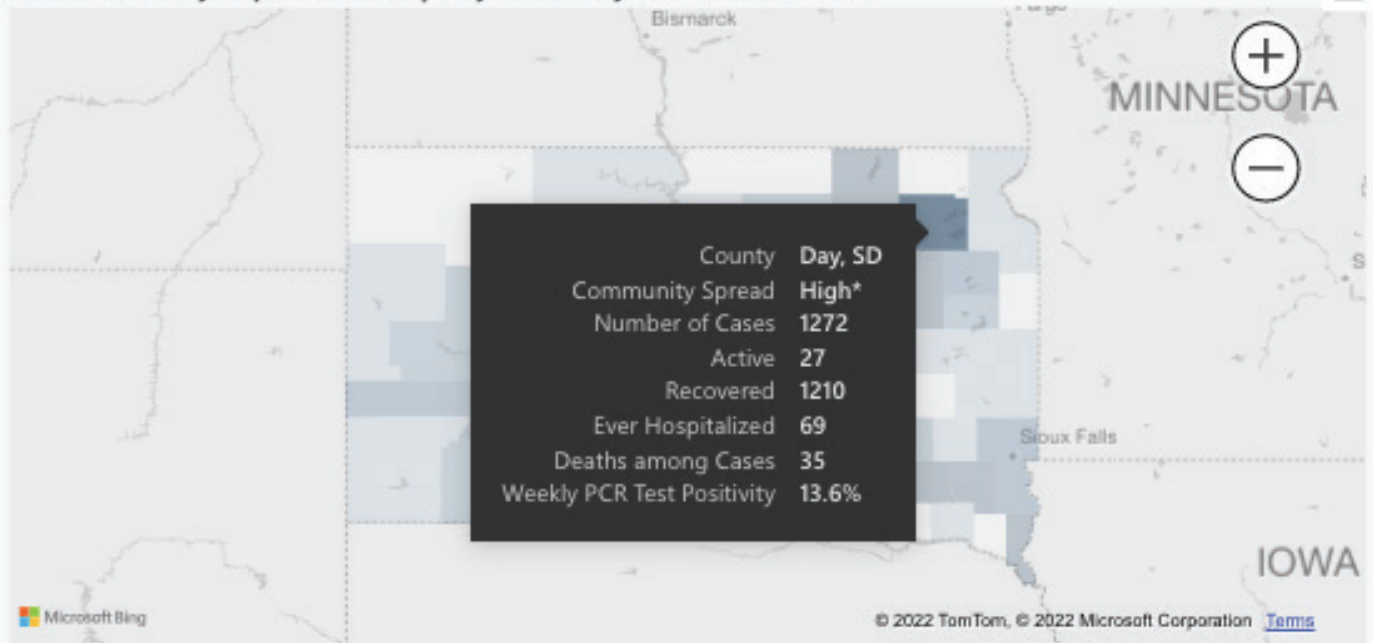 Bismarck
MINNESOTA
County Day, SD
Community Spread High*
Number of Cases 1272
Active 27
Recovered 1210
Ever Hospitalized 69
Deaths among Cases 35
Weekly PCR Test Positivity 13.6%
Sioux Falls
IOWA
Microsoft Bing
© 2022 TomTom, © 2022 Microsoft Corporation Terms